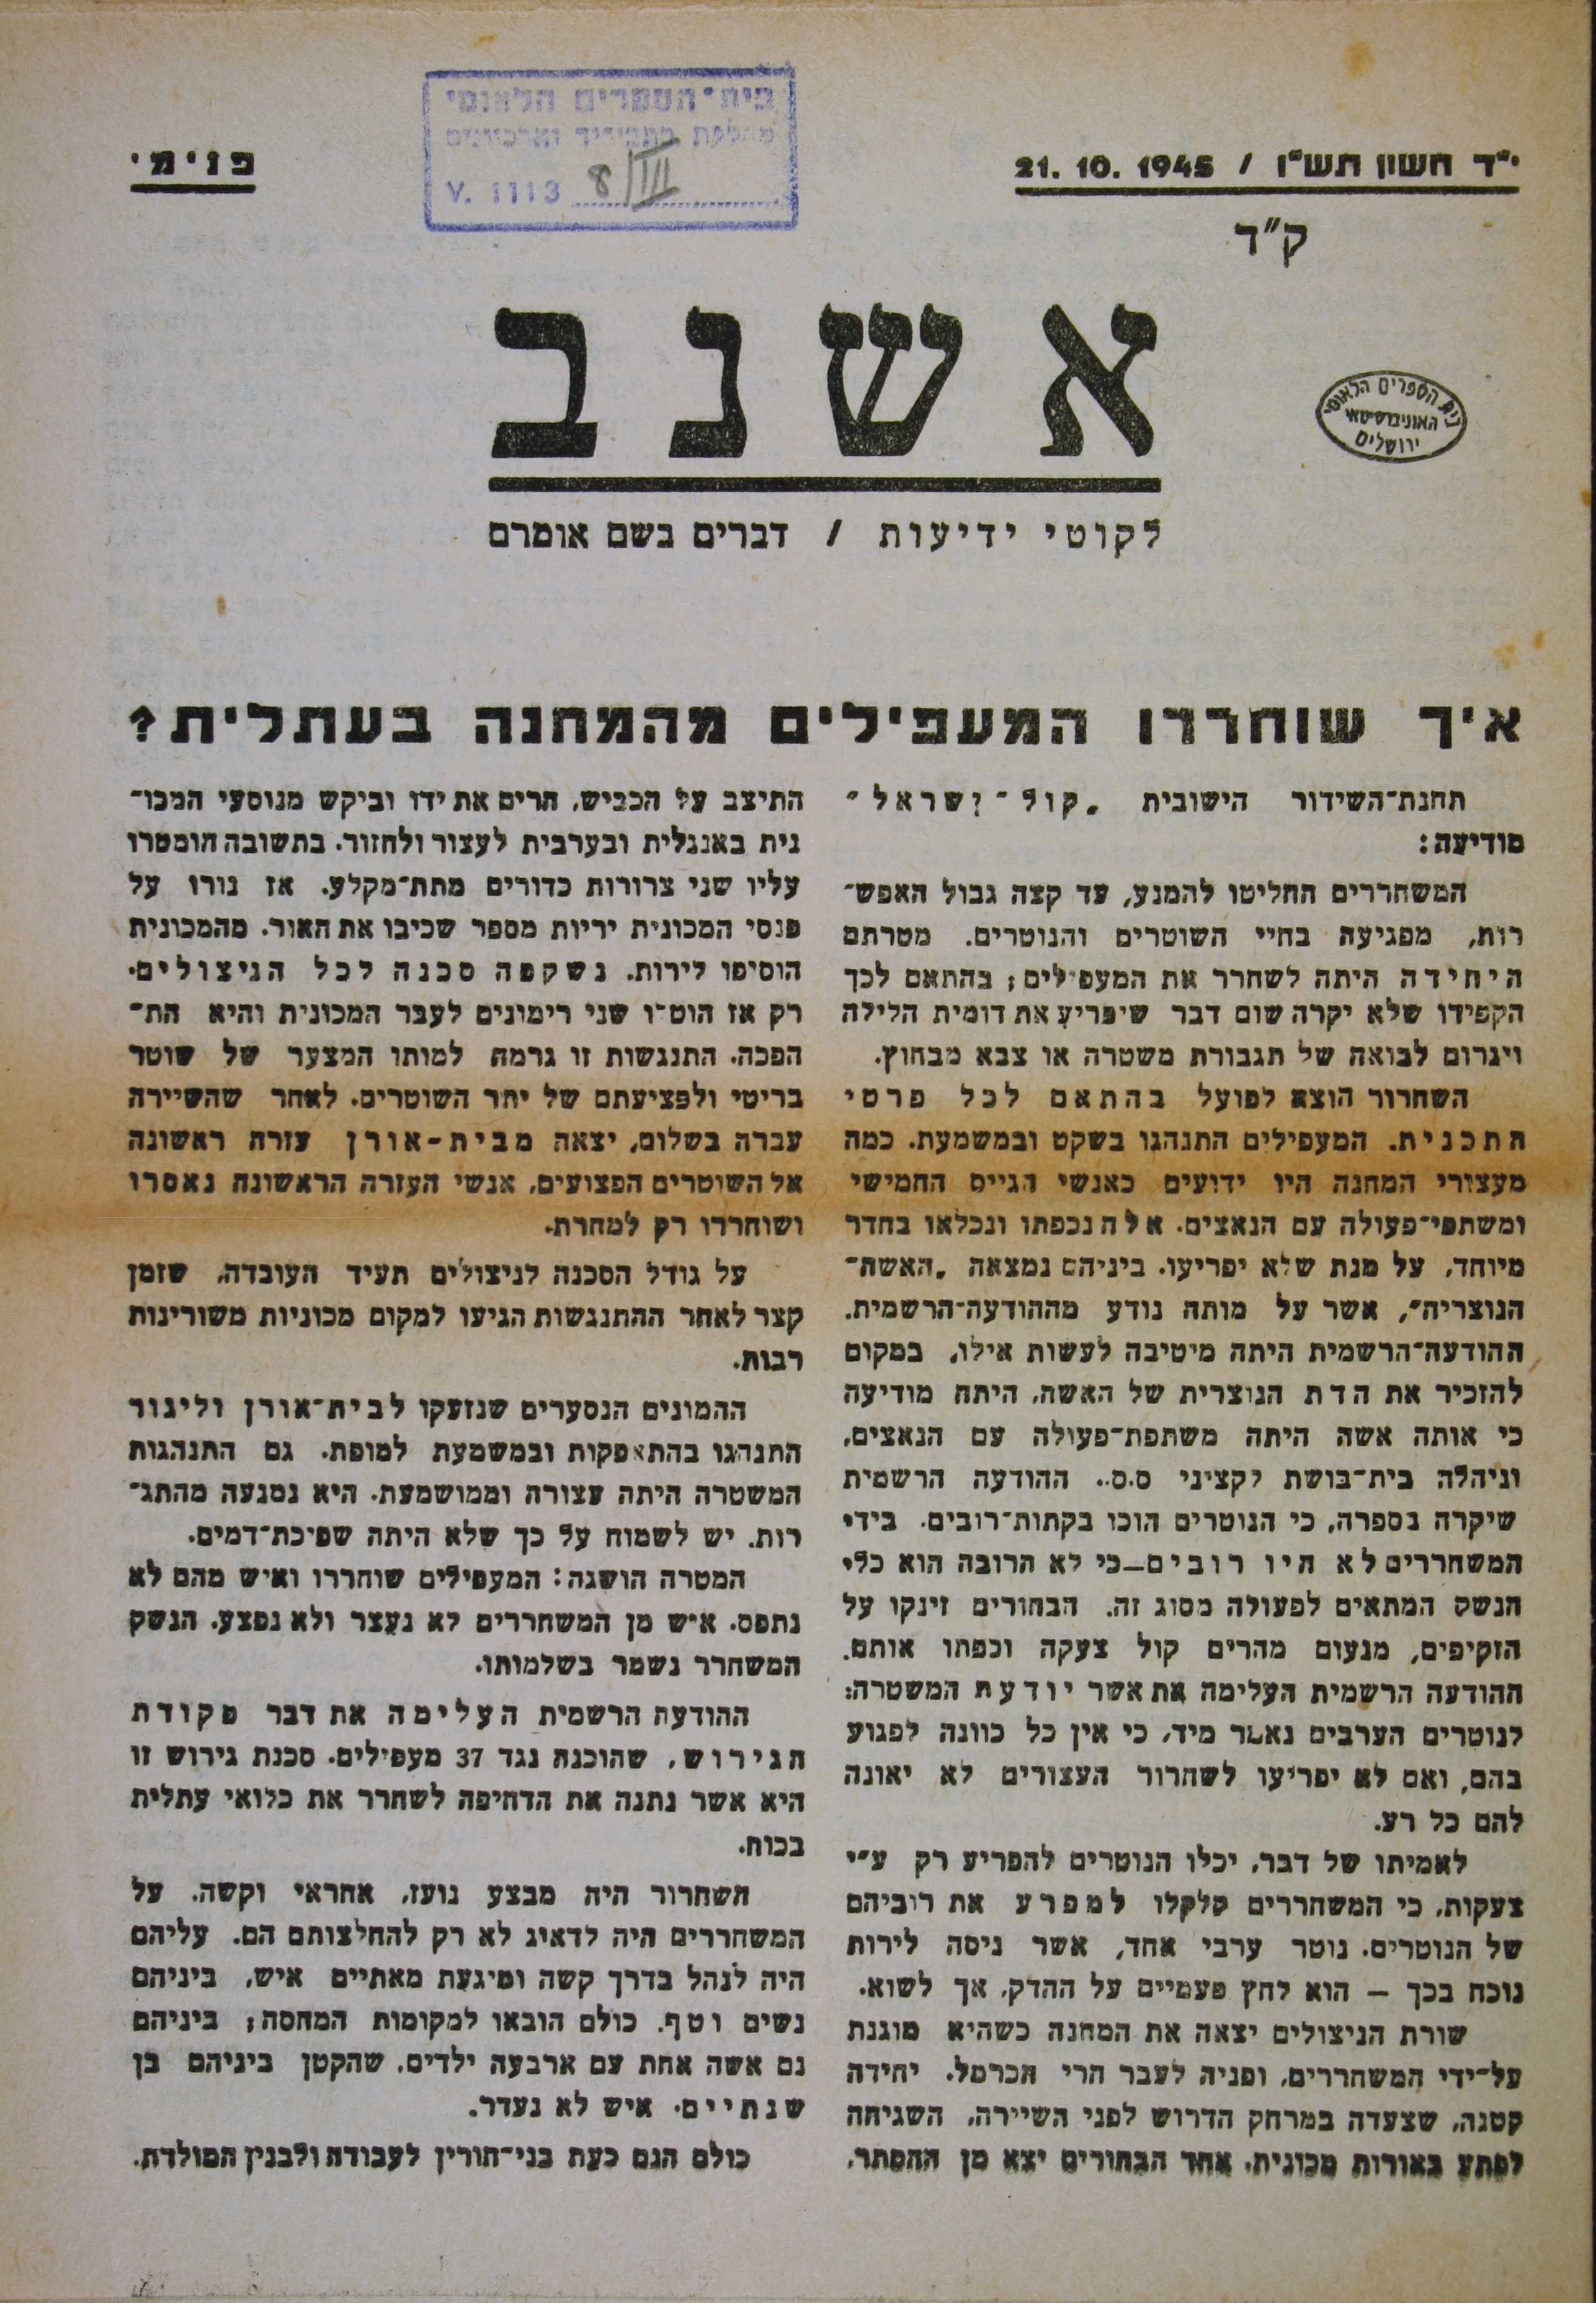 י״ד חשון תש״ו / 21. 10. 1945
פנימי
בית־הספרים הלאומי
V. 1113 8/III
ק״ד
אשנב
בית הספרים הלאומי
האוניברסיטאי
ירושלים
לקוטי ידיעות / דברים בשם אומרם
איך שוחררו המעפילים מהמחנה בעתלית?
תחנת־השידור הישובית „קול־ישראל״
מודיעה:
המשחררים החליטו להמנע, עד קצה גבול האפש־
רות, מפגיעה בחיי השוטרים והנוטרים. מטרתם
היחידה היתה לשחרר את המעפילים; בהתאם לכך
הקפידו שלא יקרה שום דבר שיפריע את דומית הלילה
ויגרום לבואה של תגבורת משטרה או צבא מבחוץ.
השחרור הוצא לפועל בהתאם לכל פרטי
התכנית. המעפילים התנהגו בשקט ובמשמעת. כמה
מעצורי המחנה היו ידועים כאנשי הגייס החמישי
ומשתפי־פעולה עם הנאצים. אלה נכפתו ונכלאו בחדר
מיוחד, על מנת שלא יפריעו. ביניהם נמצאה „האשה־
הנוצריה״, אשר על מותה נודע מההודעה־הרשמית.
ההודעה־הרשמית היתה מיטיבה לעשות אילו, במקום
להזכיר את הדת הנוצרית של האשה, היתה מודיעה
כי אותה אשה היתה משתפת־פעולה עם הנאצים,
וניהלה בית־בושת לקציני ס.ס.. ההודעה הרשמית
שיקרה בספרה, כי הנוטרים הוכו בקתות־רובים. בידי
המשחררים לא היו רובים—כי לא הרובה הוא כלי
הנשק המתאים לפעולה מסוג זה. הבחורים זינקו על
הזקיפים, מנעום מהרים קול צעקה וכפתו אותם.
ההודעה הרשמית העלימה את אשר יודעת המשטרה:
לנוטרים הערבים נאמר מיד, כי אין כל כוונה לפגוע
בהם, ואם לא יפריעו לשחרור העצורים לא יאונה
להם כל רע.
לאמיתו של דבר, יכלו הנוטרים להפריע רק ע״י
צעקות, כי המשחררים קלקלו למפרע את רוביהם
של הנוטרים. נוטר ערבי אחד, אשר ניסה לירות
נוכח בכך — הוא לחץ פעמיים על ההדק, אך לשוא.
שורת הניצולים יצאה את המחנה כשהיא מוגנת
על־ידי המשחררים, ופניה לעבר הרי הכרמל. יחידה
קטנה, שצעדה במרחק הדרוש לפני השיירה, השגיחה
לפתע באורות מכונית. אחד הבחורים יצא מן ההסתר,
התיצב על הכביש, הרים את ידו וביקש מנוסעי המכו־
נית באנגלית ובערבית לעצור ולחזור. בתשובה הומטרו
עליו שני צרורות כדורים מתת־מקלע. אז נורו על
פנסי המכונית יריות מספר שכיבו את האור. מהמכונית
הוסיפו לירות. נשקפה סכנה לכל הניצולים.
רק אז הוטלו שני רימונים לעבר המכונית והיא הת־
הפכה. התנגשות זו גרמה למותו המצער של שוטר
בריטי ולפציעתם של יתר השוטרים. לאחר שהשיירה
עברה בשלום, יצאה מבית-אורן עזרה ראשונה
אל השוטרים הפצועים. אנשי העזרה הראשונה נאסרו
ושוחררו רק למחרת.
על גודל הסכנה לניצולים תעיד העובדה, שזמן
קצר לאחר ההתנגשות הגיעו למקום מכוניות משורינות
רבות.
ההמונים הנסערים שנזעקו לבית־אורן וליגור
התנהגו בהתאפקות ובמשמעת למופת. גם התנהגות
המשטרה היתה עצורה וממושמעת. היא נמנעה מהתג־
רות. יש לשמוח על כך שלא היתה שפיכת־דמים.
המטרה הושגה: המעפילים שוחררו ואיש מהם לא
נתפס. איש מן המשחררים לא נעצר ולא נפצע. הנשק
המשחרר נשמר בשלמותו.
ההודעה הרשמית העלימה את דבר פקודת
הגירוש, שהוכנה נגד 37 מעפילים. סכנת גירוש זו
היא אשר נתנה את הדחיפה לשחרר את כלואי עתלית
בכוח.
השחרור היה מבצע נועז, אחראי וקשה. על
המשחררים היה לדאוג לא רק להחלצותם הם. עליהם
היה לנהל בדרך קשה ומיגעת מאתיים איש, ביניהם
נשים וטף. כולם הובאו למקומות המחסה; ביניהם
גם אשה אחת עם ארבעה ילדים, שהקטן ביניהם בן
שנתיים. איש לא נעדר.
כולם הנם כעת בני־חורין לעבודה ולבנין המולדת.